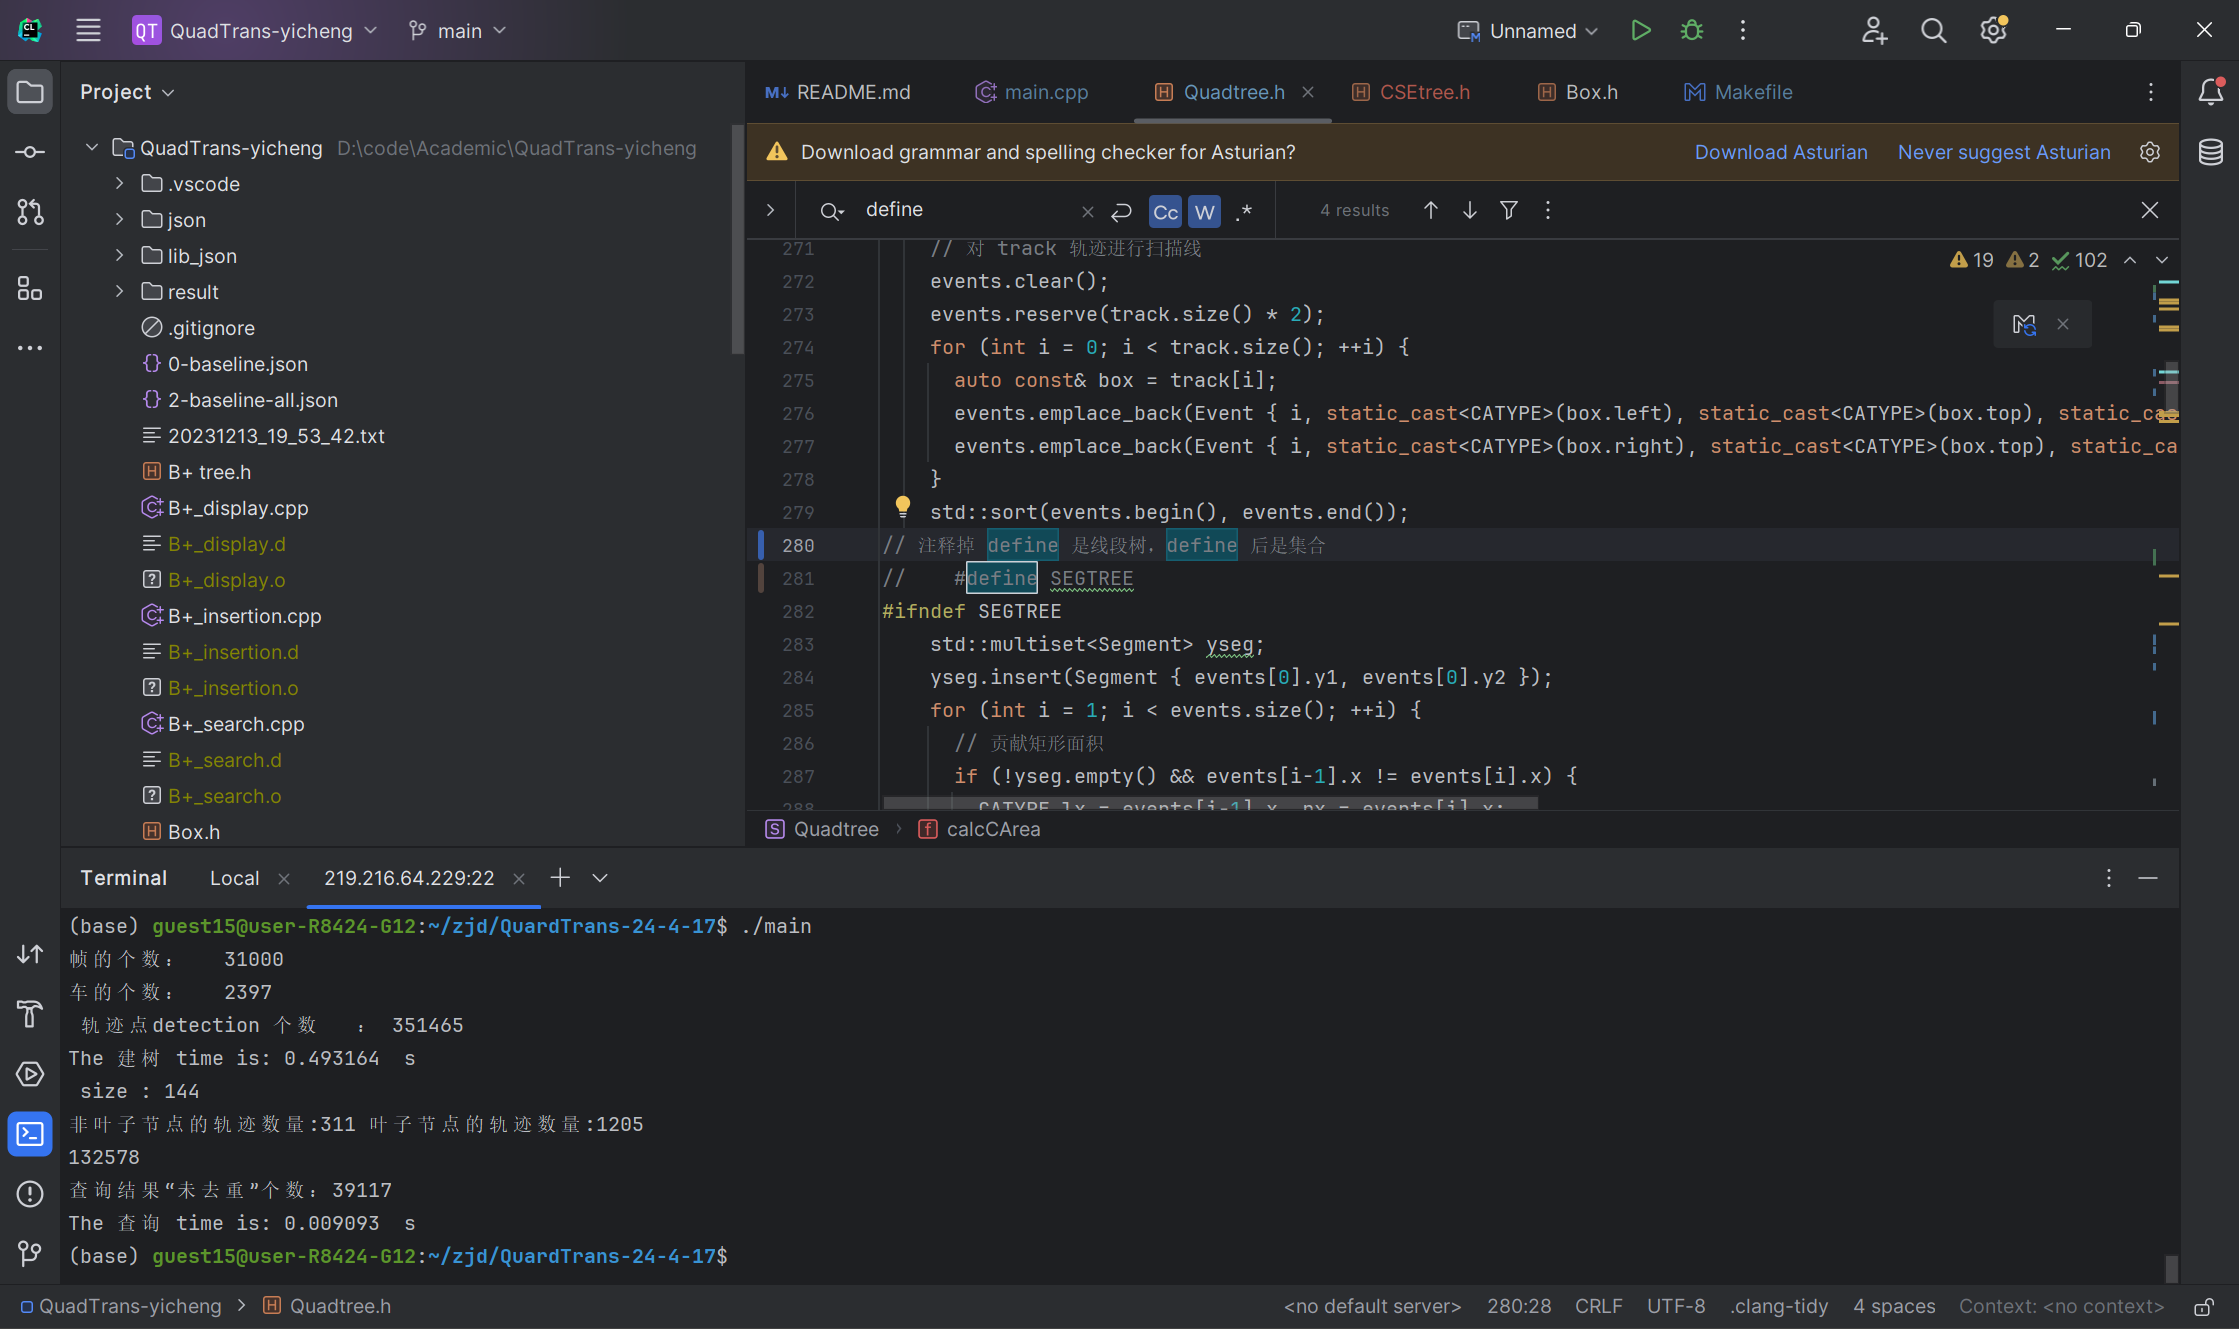 QT QuadTrans-yicheng main Unnamed
Project
README.md main.cpp Quadtree.h CSEtree.h Box.h Makefile
QuadTrans-yicheng D:\code\Academic\QuadTrans-yicheng
.vscode
json
lib_json
result
.gitignore
0-baseline.json
2-baseline-all.json
20231213_19_53_42.txt
B+ tree.h
B+_display.cpp
B+_display.d
B+_display.o
B+_insertion.cpp
B+_insertion.d
B+_insertion.o
B+_search.cpp
B+_search.d
B+_search.o
Box.h
Download grammar and spelling checker for Asturian? Download Asturian Never suggest Asturian
define Cc W .* 4 results
19 2 102
271 // 对 track 轨迹进行扫描线
272 events.clear();
273 events.reserve(track.size() * 2);
274 for (int i = 0; i < track.size(); ++i) {
275 auto const& box = track[i];
276 events.emplace_back(Event { i, static_cast<CATYPE>(box.left), static_cast<CATYPE>(box.top), static_cas
277 events.emplace_back(Event { i, static_cast<CATYPE>(box.right), static_cast<CATYPE>(box.top), static_ca
278 }
279 std::sort(events.begin(), events.end());
280 // 注释掉 define 是线段树，define 后是集合
281 // #define SEGTREE
282 #ifndef SEGTREE
283 std::multiset<Segment> yseg;
284 yseg.insert(Segment { events[0].y1, events[0].y2 });
285 for (int i = 1; i < events.size(); ++i) {
286 // 贡献矩形面积
287 if (!yseg.empty() && events[i-1].x != events[i].x) {
288 CATYPE lx = events[i-1].x, rx = events[i].x;
Quadtree calcCArea
Terminal Local 219.216.64.229:22
(base) guest15@user-R8424-G12:~/zjd/QuardTrans-24-4-17$ ./main
帧的个数： 31000
车的个数： 2397
轨迹点detection 个数 ： 351465
The 建树 time is: 0.493164 s
size : 144
非叶子节点的轨迹数量:311 叶子节点的轨迹数量:1205
132578
查询结果“未去重”个数：39117
The 查询 time is: 0.009093 s
(base) guest15@user-R8424-G12:~/zjd/QuardTrans-24-4-17$
QuadTrans-yicheng Quadtree.h <no default server> 280:28 CRLF UTF-8 .clang-tidy 4 spaces Context: <no context>